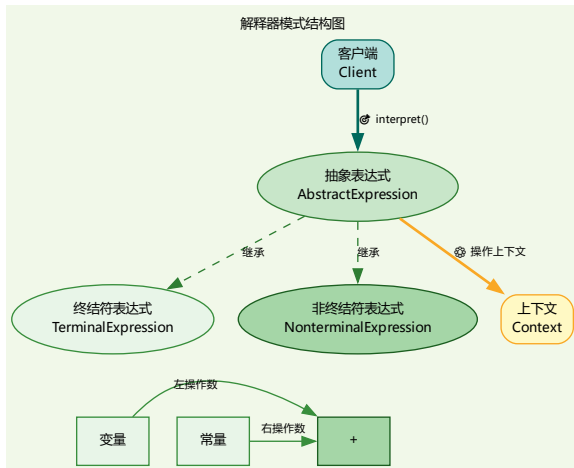 解释器模式结构图
客户端
Client
interpret()
抽象表达式
AbstractExpression
继承
继承
操作上下文
终结符表达式
TerminalExpression
非终结符表达式
NonterminalExpression
上下文
Context
左操作数
变量
常量
右操作数
+